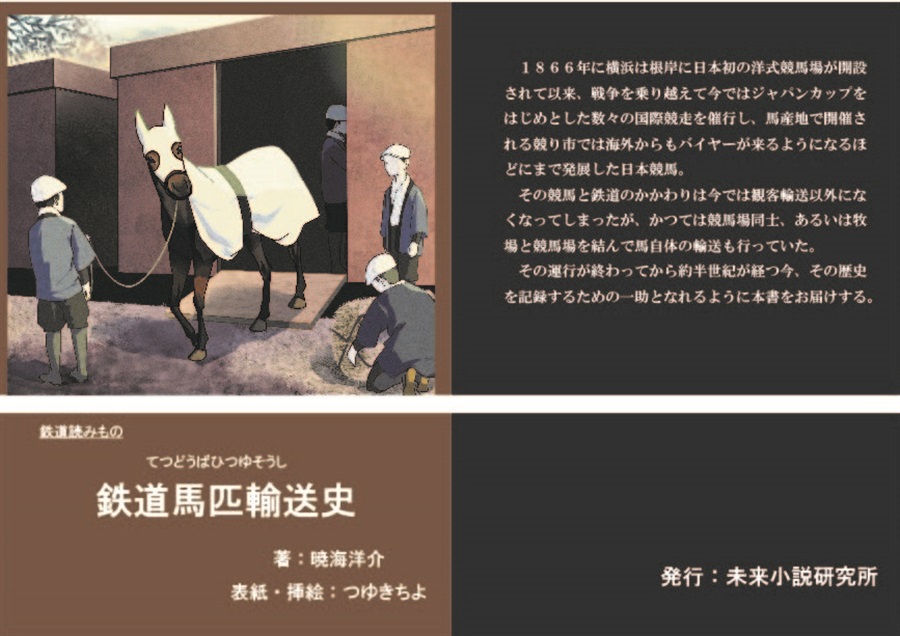 １８６６年に横浜は根岸に日本初の洋式競馬場が開設
されて以来、戦争を乗り越えて今ではジャパンカップを
はじめとした数々の国際競走を催行し、馬産地で開催さ
れる競り市では海外からもバイヤーが来るようになるほ
どにまで発展した日本競馬。
その競馬と鉄道のかかわりは今では観客輸送以外にな
くなってしまったが、かつては競馬場同士、あるいは牧
場と競馬場を結んで馬自体の輸送も行っていた。
その運行が終わってから約半世紀が経つ今、その歴史
を記録するための一助となれるように本書をお届けする。
鉄道読みもの
てつどうばひつゆそうし
鉄道馬匹輸送史
著：暁海洋介
表紙・挿絵：つゆきちよ
発行：未来小説研究所